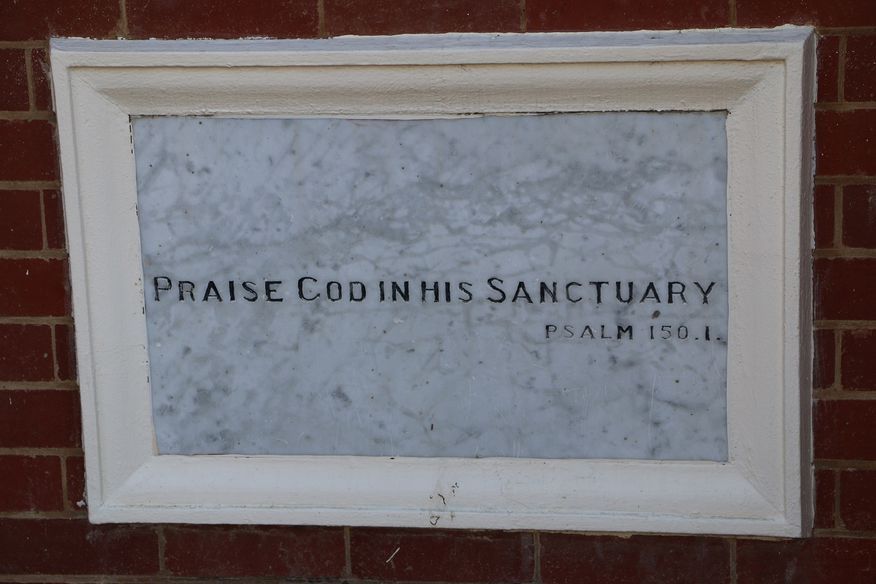 PRAISE GOD IN HIS SANCTUARY
PSALM 150.1.